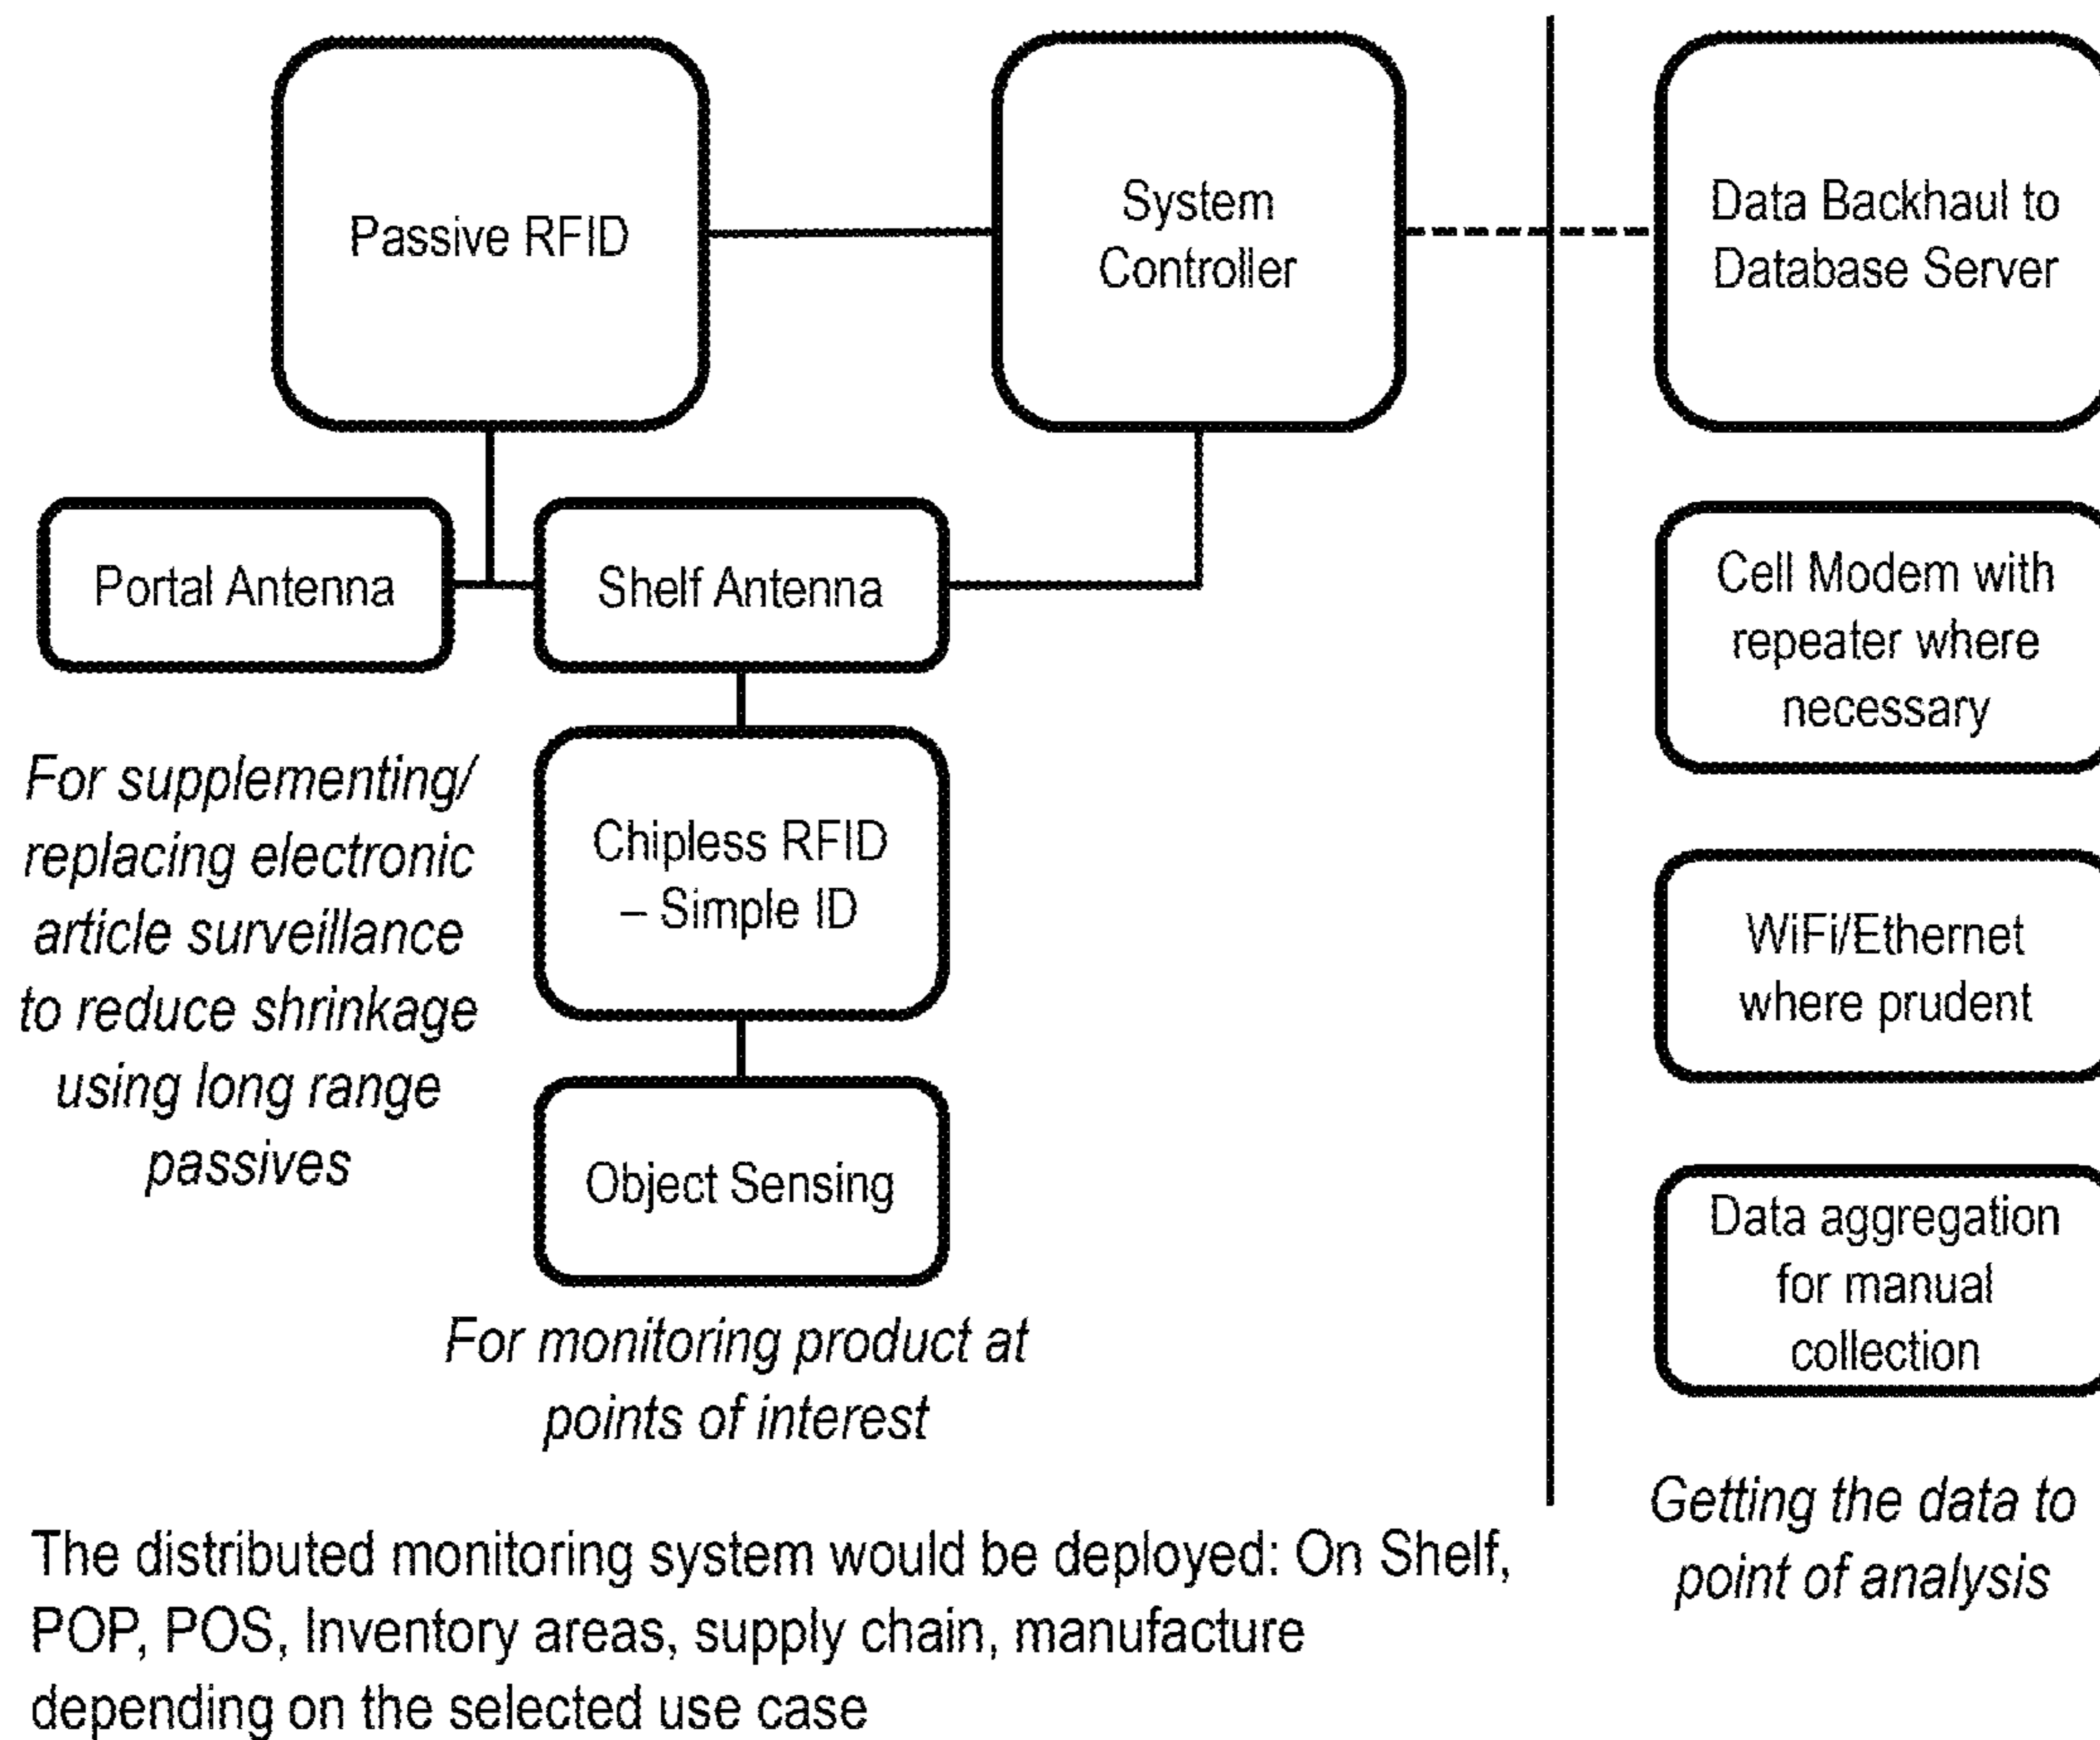 Passive RFID
System
Controller
Data Backhaul to
Database Server
Portal Antenna
Shelf Antenna
Cell Modem with
repeater where
necessary
For supplementing/
replacing electronic
article surveillance
to reduce shrinkage
using long range
passives
Chipless RFID
– Simple ID
WiFi/Ethernet
where prudent
Object Sensing
Data aggregation
for manual
collection
For monitoring product at
points of interest
Getting the data to
point of analysis
The distributed monitoring system would be deployed: On Shelf,
POP, POS, Inventory areas, supply chain, manufacture
depending on the selected use case